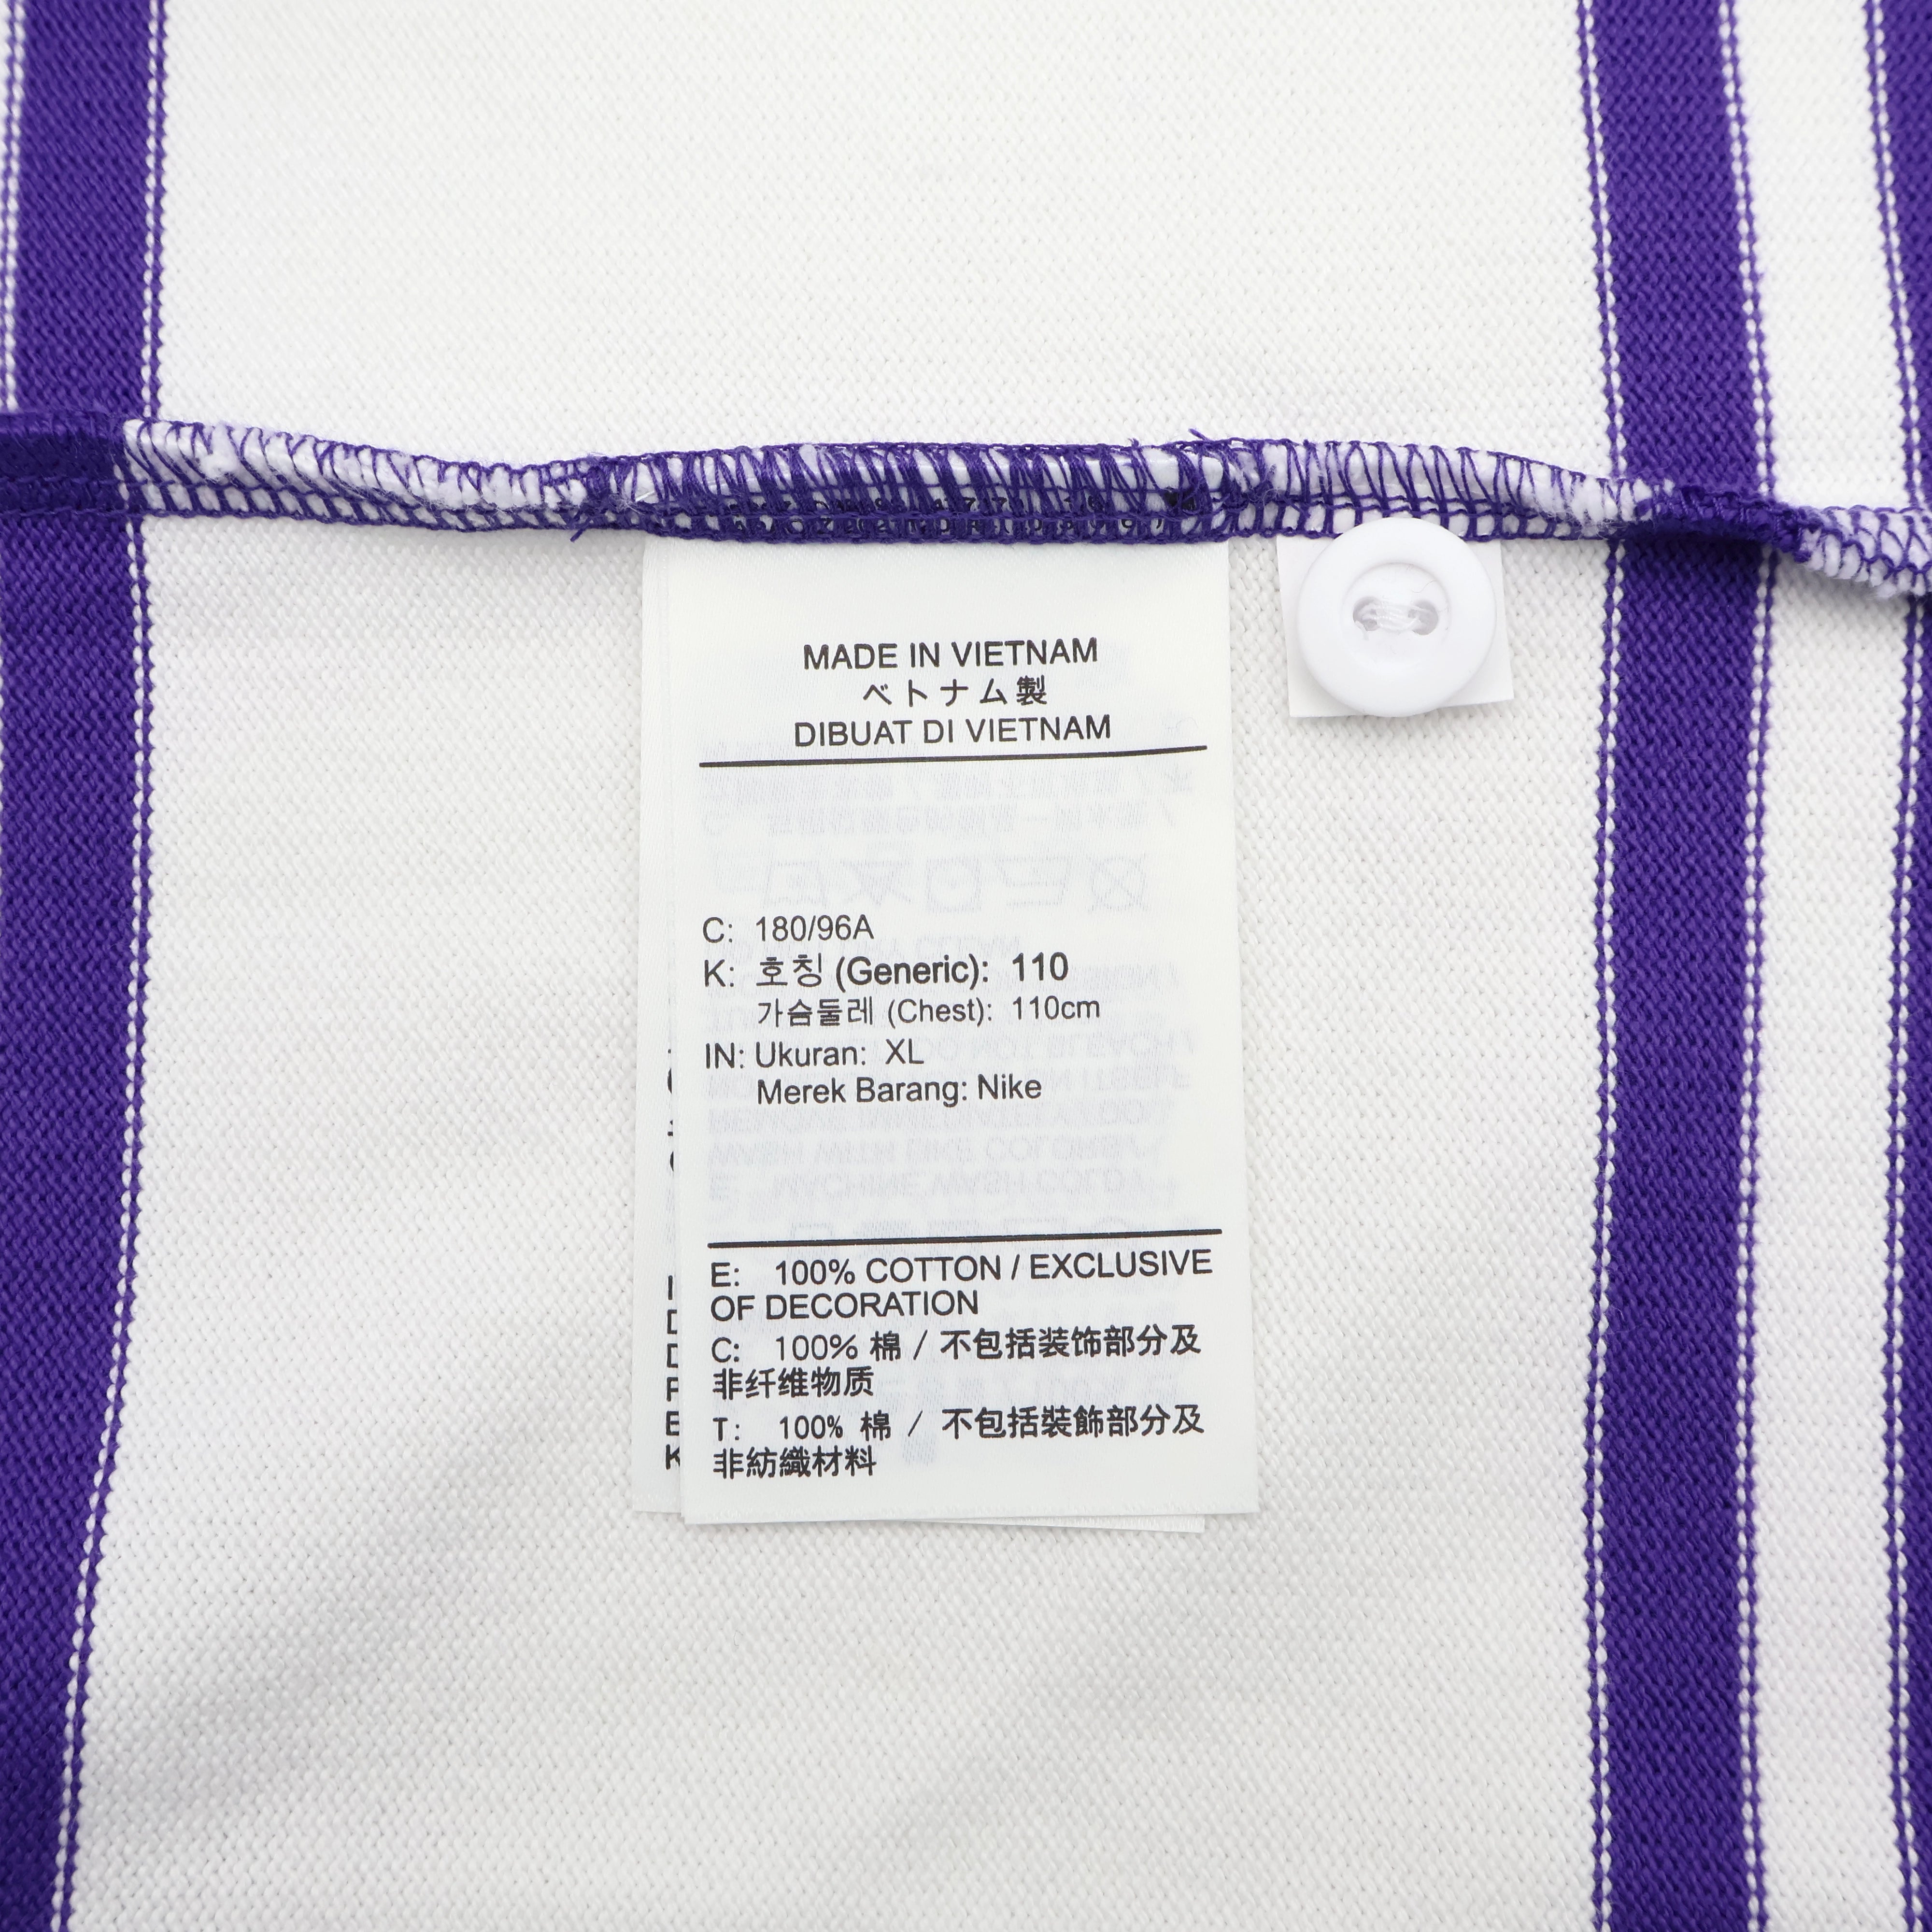 MADE IN VIETNAM
ベトナム製
DIBUAT DI VIETNAM
C: 180/96A
K: 호칭 (Generic): 110
가슴둘레 (Chest): 110cm
IN: Ukuran: XL
Merek Barang: Nike
E: 100% COTTON / EXCLUSIVE
OF DECORATION
C: 100% 棉 / 不包括装饰部分及
非纤维物质
T: 100% 棉 / 不包括裝飾部分及
非紡織材料